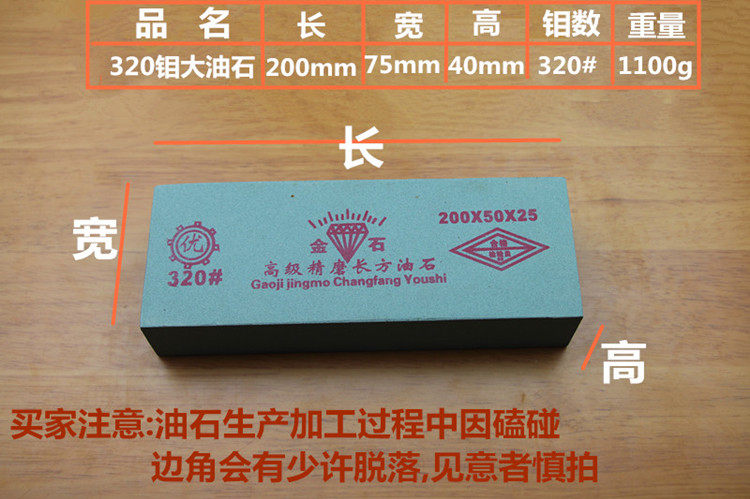 品 名 长 宽 高 钼数 重量
320钼大油石 200mm 75mm 40mm 320# 1100g
长
宽
200X50X25
优
320#
金 石
高级精磨长方油石
Gaoji jingmo Changfang Youshi
高
买家注意:油石生产加工过程中因磕碰
边角会有少许脱落,见意者慎拍